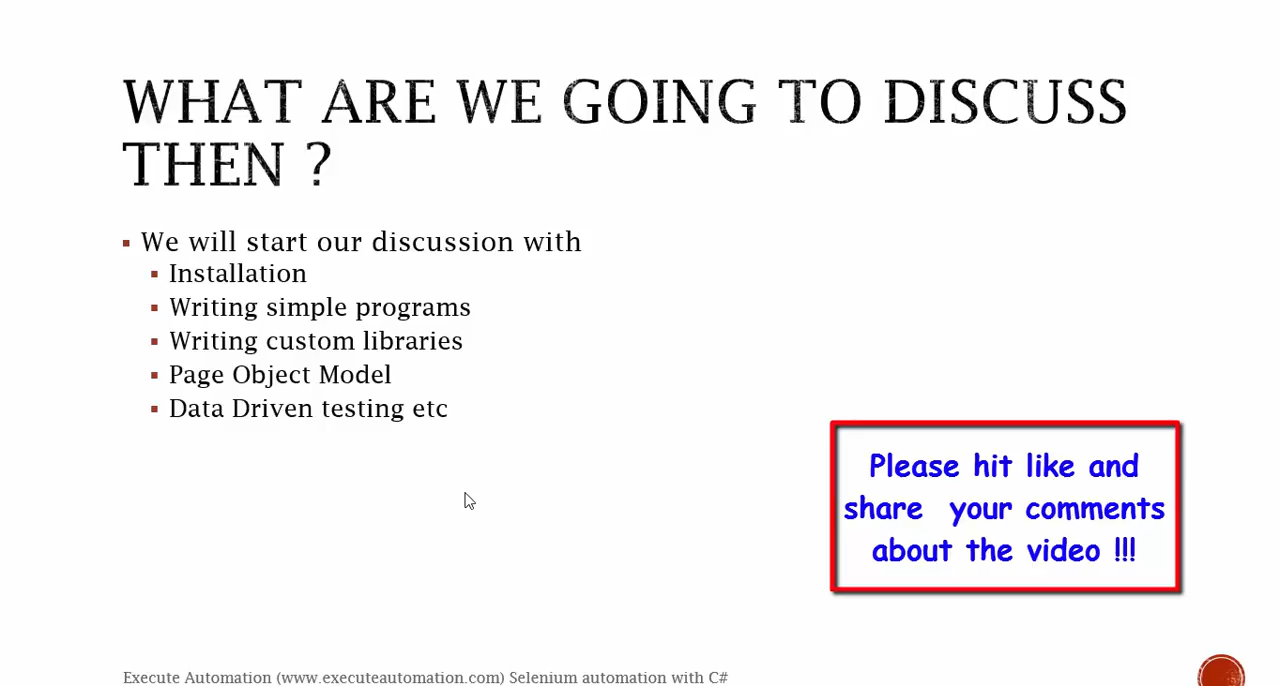 WHAT ARE WE GOING TO DISCUSS
THEN ?
We will start our discussion with
Installation
Writing simple programs
Writing custom libraries
Page Object Model
Data Driven testing etc
Please hit like and
share your comments
about the video !!!
Execute Automation (www.executeautomation.com) Selenium automation with C#